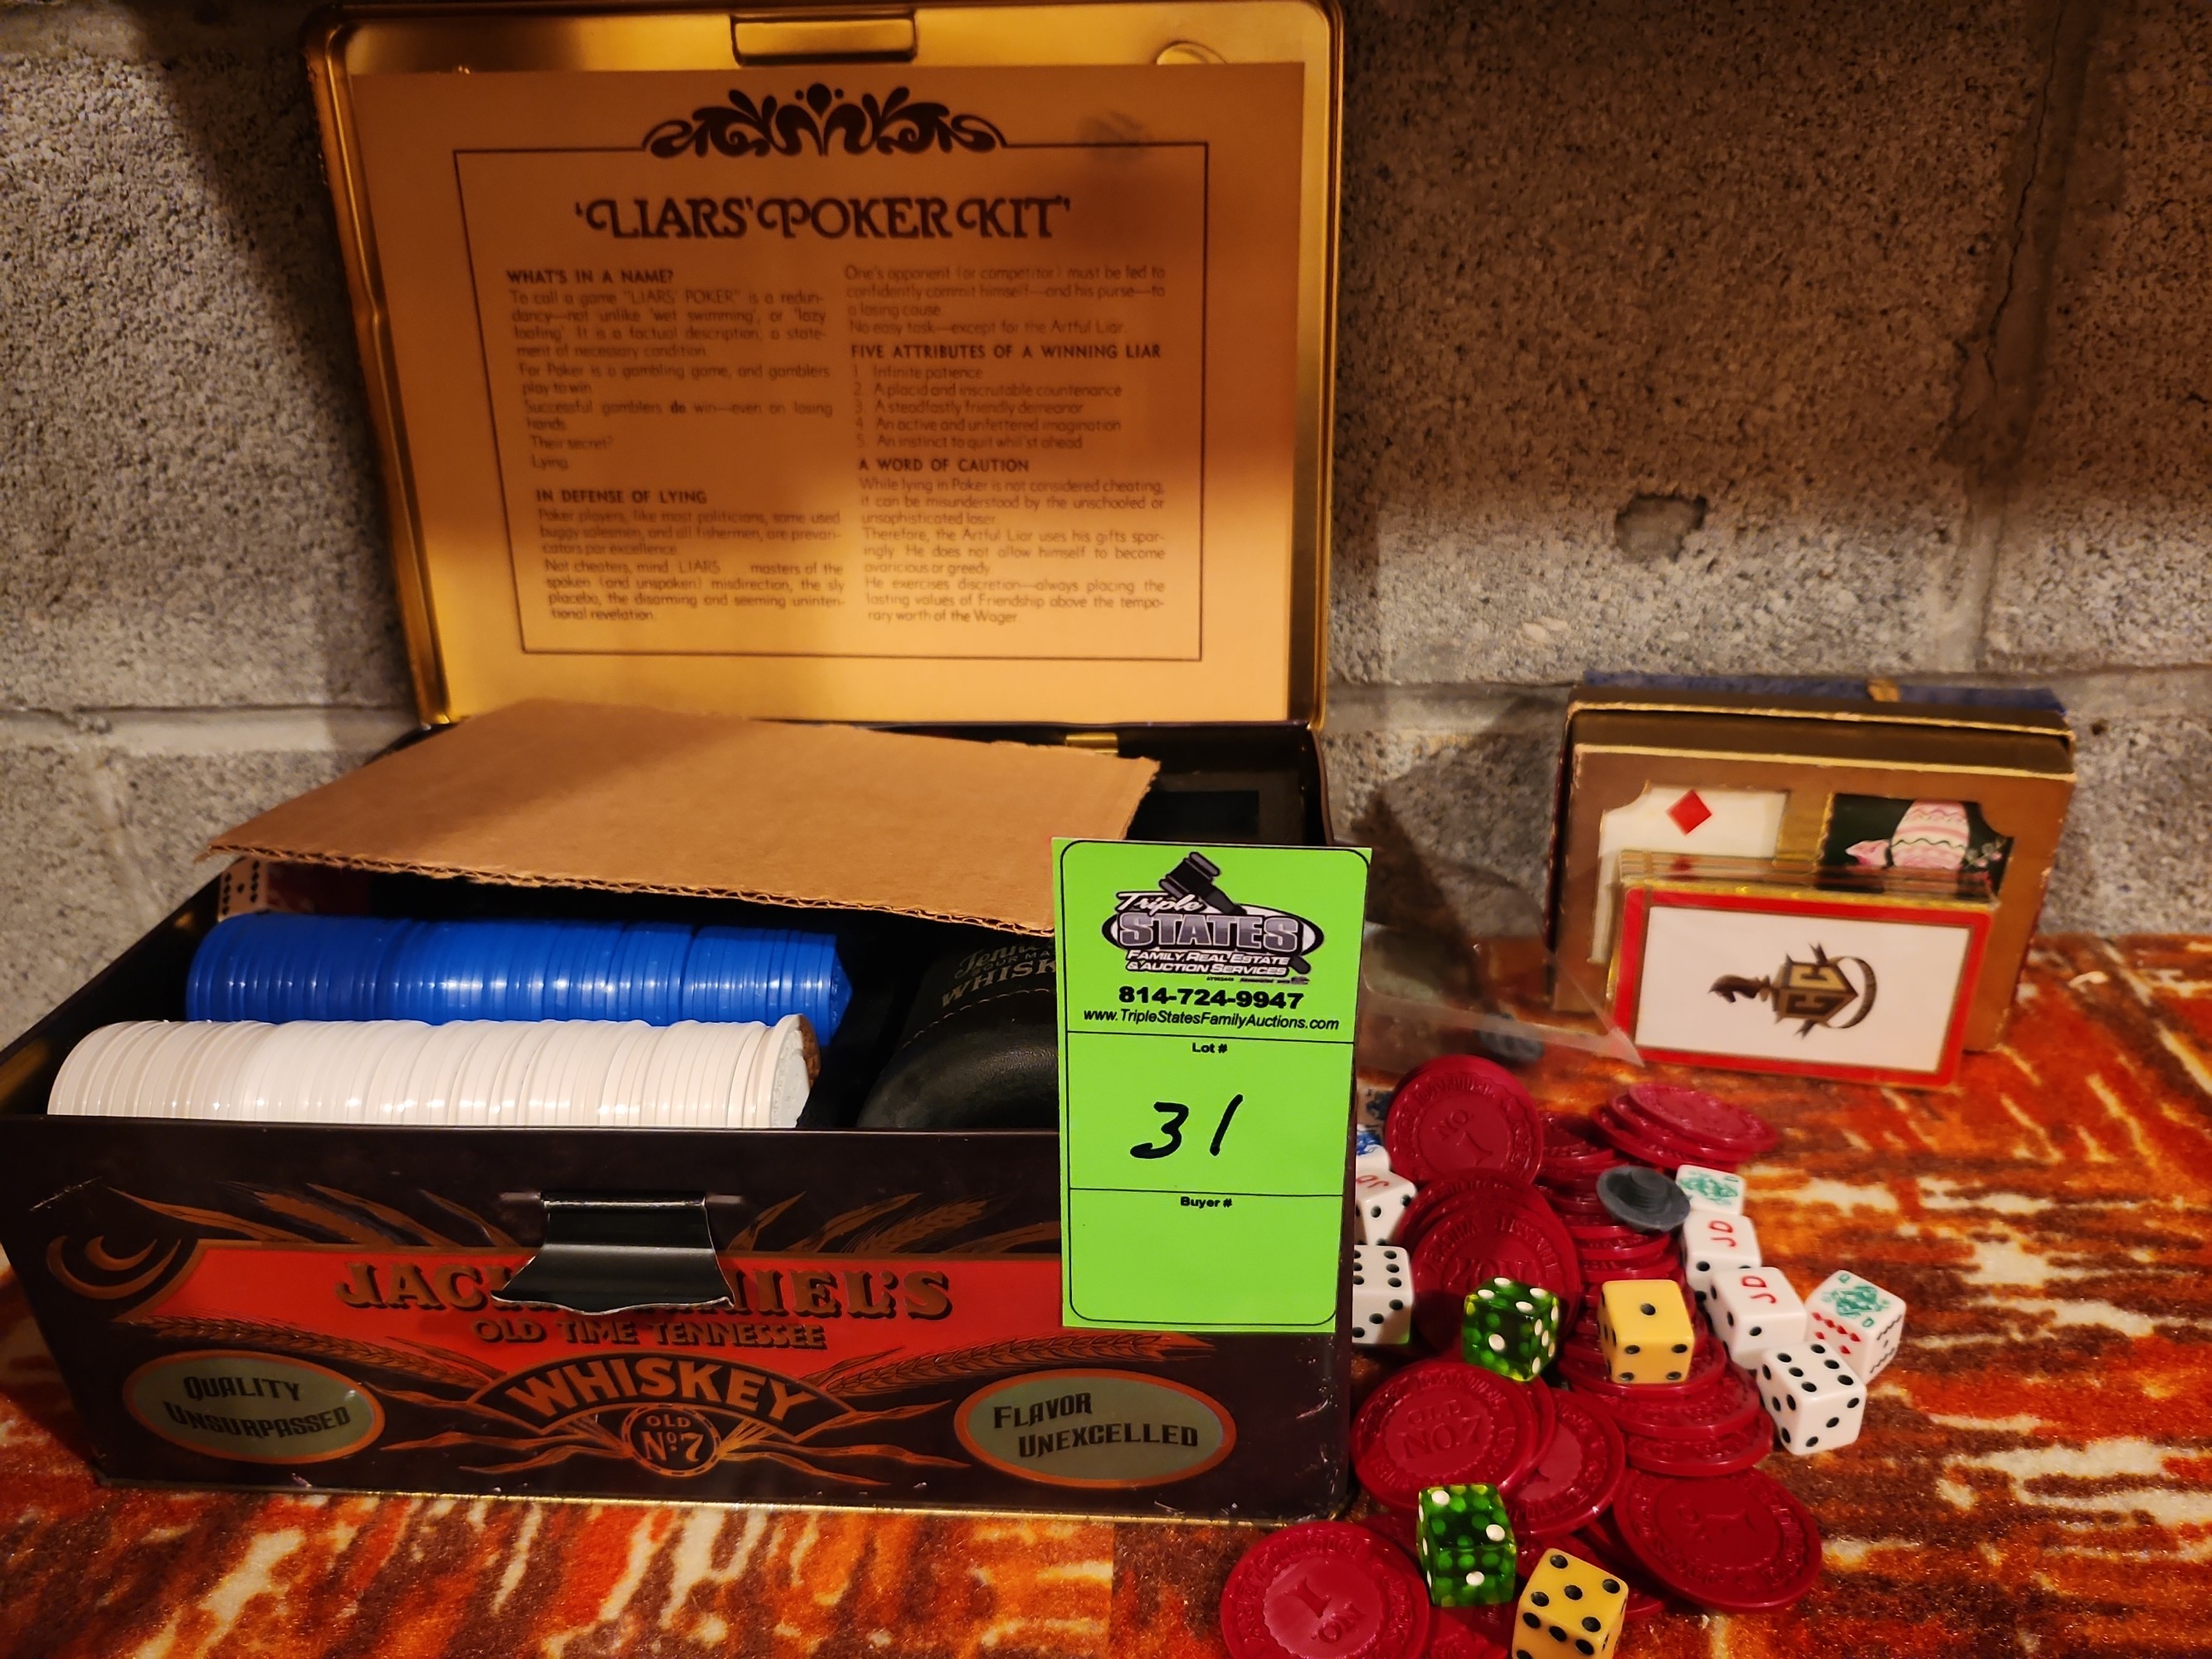 'LIARS' POKER KIT'
WHAT'S IN A NAME?
To call a game "LIARS' POKER" is a redun-
dancy—not unlike 'wet swimming', or 'lazy
loafing'. It is a factual description, a state-
ment of necessary condition.
For Poker is a gambling game, and gamblers
play to win.
Successful gamblers do win—even on losing
hands.
Their secret?
Lying.
IN DEFENSE OF LYING
Poker players, like most politicians, some used
buggy salesmen, and all fishermen, are prevari-
cators par excellence.
Not cheaters, mind LIARS masters of the
spoken (and unspoken) misdirection, the sly
placebo, the disarming and seeming uninten-
tional revelation.
One's opponent (or competitor) must be led to
confidently commit himself—and his purse—to
a losing cause.
No easy task—except for the Artful Liar.
FIVE ATTRIBUTES OF A WINNING LIAR
1. Infinite patience
2. A placid and inscrutable countenance
3. A steadfastly friendly demeanor
4. An active and unfettered imagination
5. An instinct to quit whil'st ahead
A WORD OF CAUTION
While lying in Poker is not considered cheating,
it can be misunderstood by the unschooled or
unsophisticated loser.
Therefore, the Artful Liar uses his gifts spar-
ingly. He does not allow himself to become
avaricious or greedy.
He exercises discretion—always placing the
lasting values of Friendship above the tempo-
rary worth of the Wager.
Triple
STATES
FAMILY REAL ESTATE
& AUCTION SERVICES
814-724-9947
www.TripleStatesFamilyAuctions.com
Lot #
31
Buyer #
WHISK
JAC NIEL'S
OLD TIME TENNESSEE
WHISKEY
OLD
No. 7
QUALITY
UNSURPASSED
FLAVOR
UNEXCELLED
NO.
OLD
NO.7
JD
JD